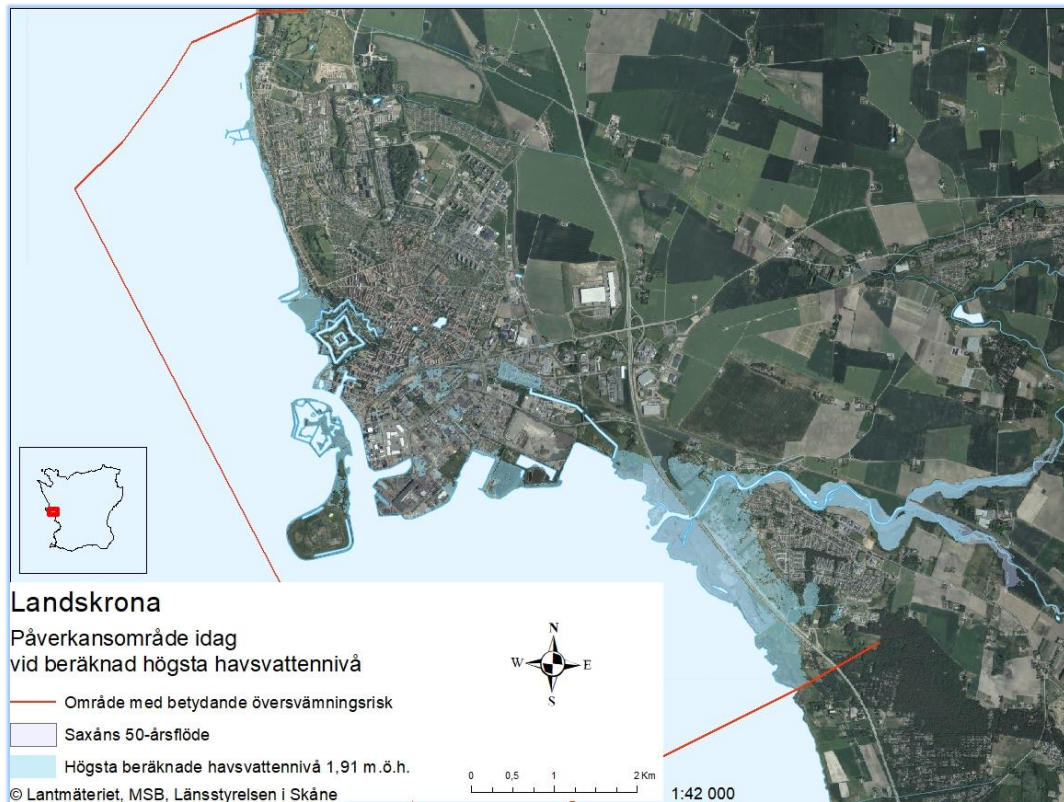 Landskrona
Påverkansområde idag
vid beräknad högsta havsvattennivå
Område med betydande översvämningsrisk
Saxåns 50-årsflöde
Högsta beräknade havsvattennivå 1,91 m.ö.h.
© Lantmäteriet, MSB, Länsstyrelsen i Skåne
N
W E
S
0 0,5 1 2 Km
1:42 000